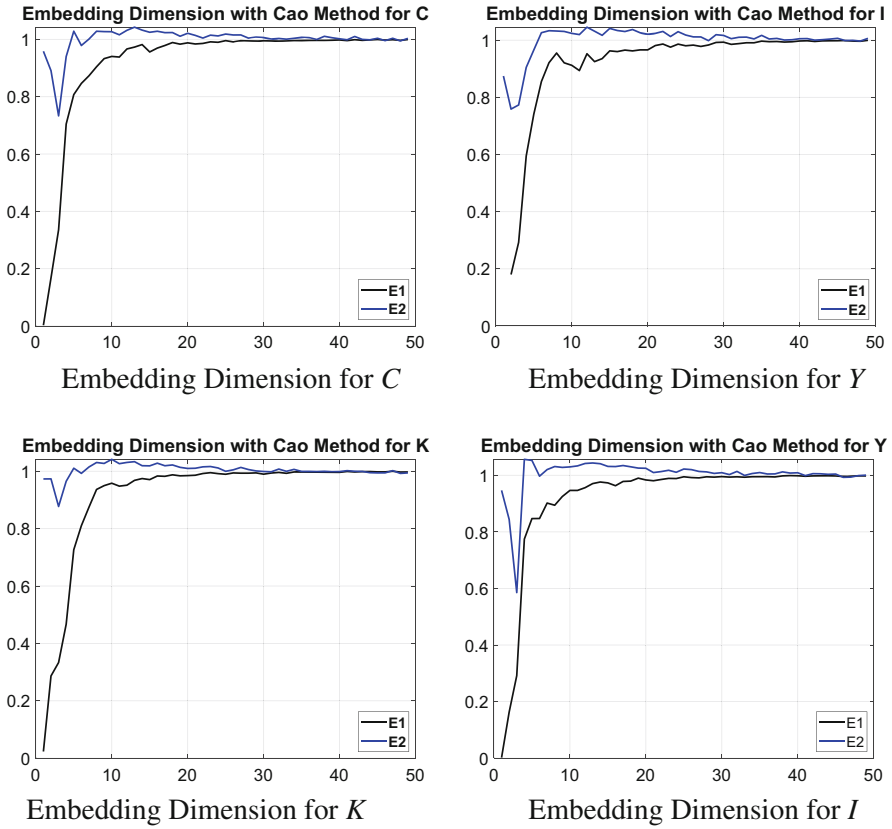 Embedding Dimension with Cao Method for C
1
0.8
0.6
0.4
0.2
0
E1
E2
0 10 20 30 40 50
Embedding Dimension for C
Embedding Dimension with Cao Method for I
1
0.8
0.6
0.4
0.2
0
E1
E2
0 10 20 30 40 50
Embedding Dimension for Y
Embedding Dimension with Cao Method for K
1
0.8
0.6
0.4
0.2
0
E1
E2
0 10 20 30 40 50
Embedding Dimension for K
Embedding Dimension with Cao Method for Y
1
0.8
0.6
0.4
0.2
0
E1
E2
0 10 20 30 40 50
Embedding Dimension for I